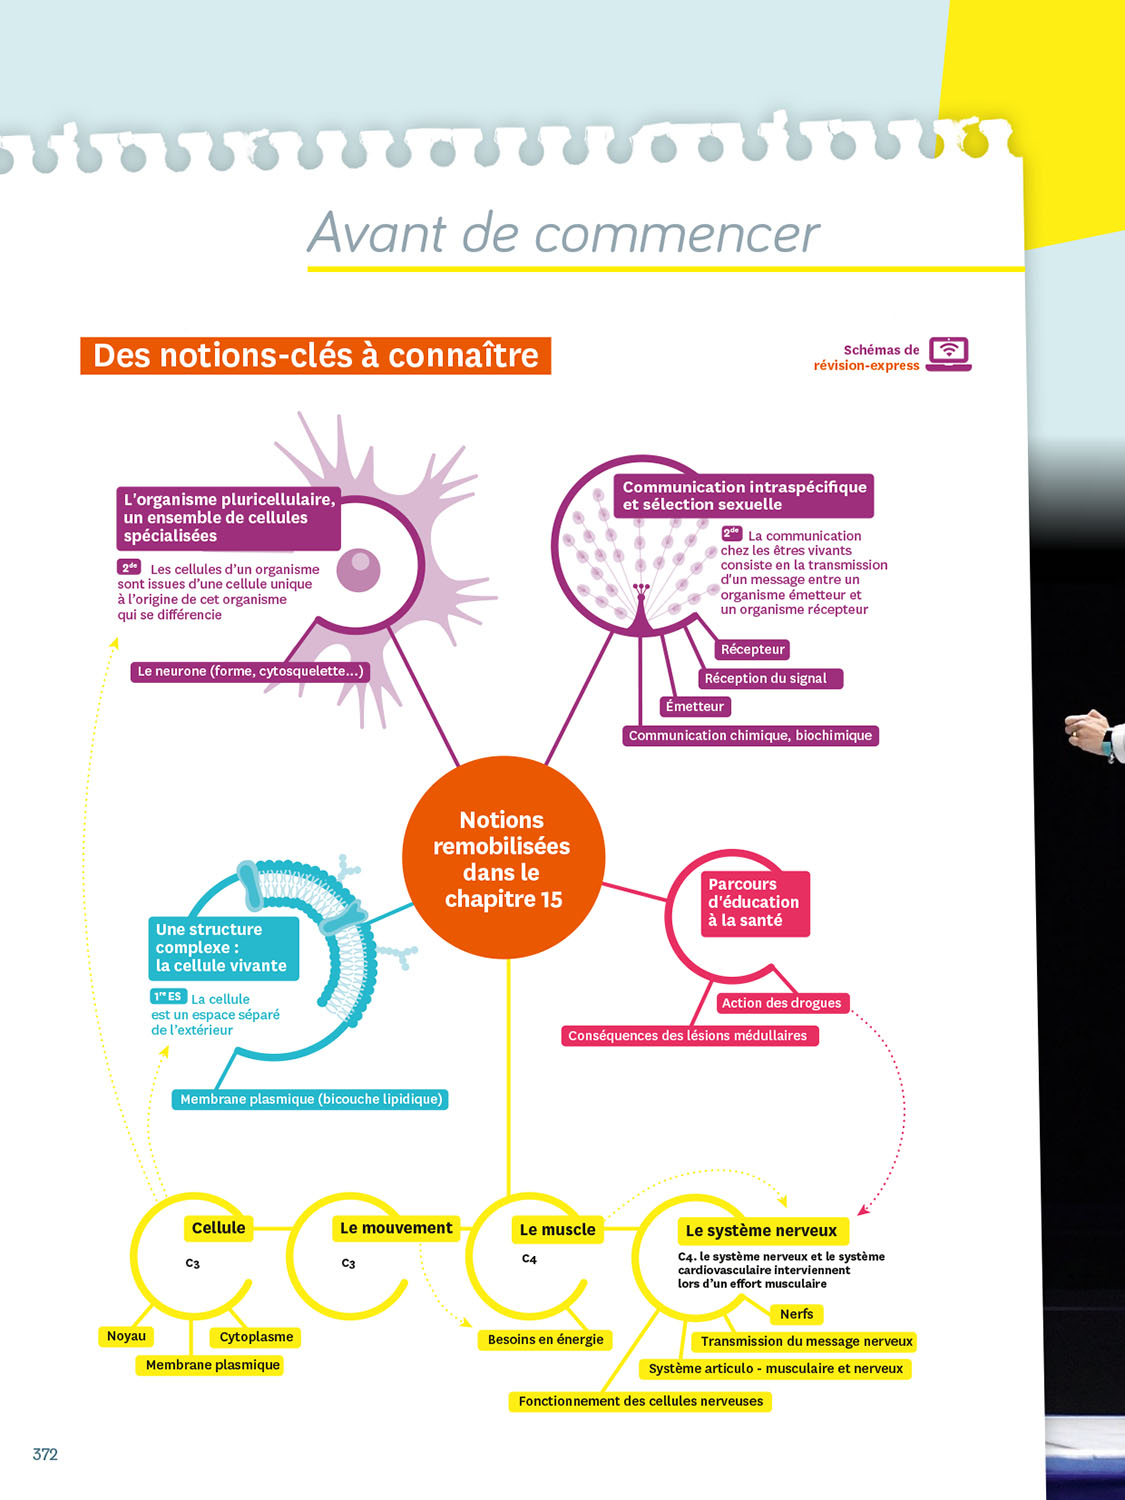 Avant de commencer
Des notions-clés à connaître
Schémas de
révision-express
L'organisme pluricellulaire,
un ensemble de cellules
spécialisées
2de Les cellules d'un organisme
sont issues d'une cellule unique
à l'origine de cet organisme
qui se différencie
Le neurone (forme, cytosquelette...)
Communication intraspécifique
et sélection sexuelle
2de La communication
chez les êtres vivants
consiste en la transmission
d'un message entre un
organisme émetteur et
un organisme récepteur
Récepteur
Réception du signal
Émetteur
Communication chimique, biochimique
Notions
remobilisées
dans le
chapitre 15
Une structure
complexe :
la cellule vivante
1re ES La cellule
est un espace séparé
de l'extérieur
Membrane plasmique (bicouche lipidique)
Parcours
d'éducation
à la santé
Action des drogues
Conséquences des lésions médullaires
Cellule
C3
Noyau
Cytoplasme
Membrane plasmique
Le mouvement
C3
Le muscle
C4
Besoins en énergie
Le système nerveux
C4. le système nerveux et le système
cardiovasculaire interviennent
lors d'un effort musculaire
Nerfs
Transmission du message nerveux
Système articulo - musculaire et nerveux
Fonctionnement des cellules nerveuses
372